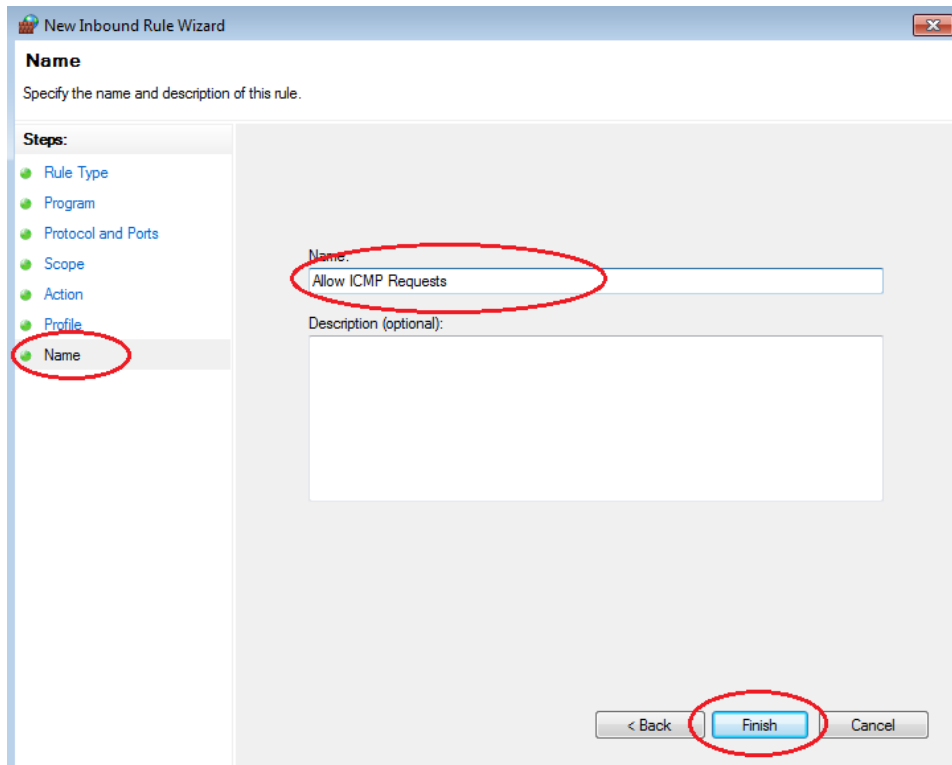 New Inbound Rule Wizard
Name
Specify the name and description of this rule.
Steps:
Rule Type
Program
Protocol and Ports
Scope
Action
Profile
Name
Name:
Allow ICMP Requests
Description (optional):
< Back
Finish
Cancel